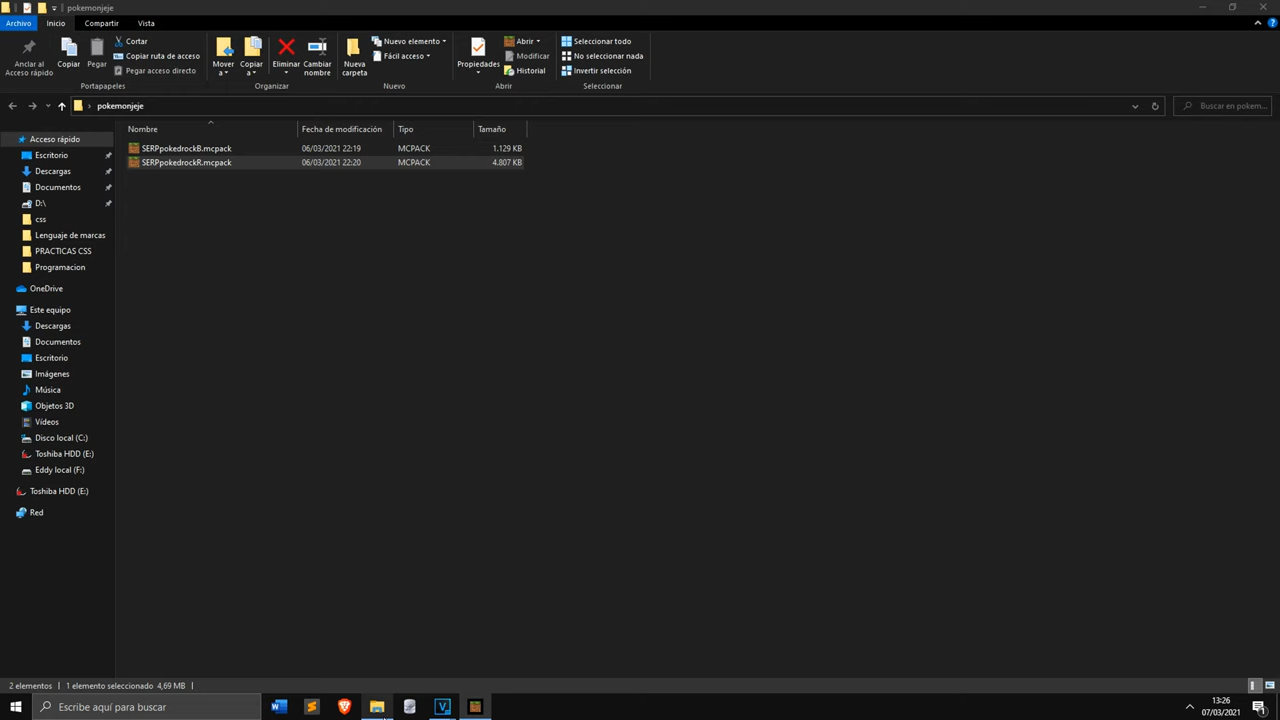 pokemonjeje
Archivo Inicio Compartir Vista
Anclar al Acceso rápido
Copiar
Pegar
Cortar
Copiar ruta de acceso
Pegar acceso directo
Portapapeles
Mover a
Copiar a
Eliminar
Cambiar nombre
Organizar
Nueva carpeta
Nuevo elemento
Fácil acceso
Nuevo
Propiedades
Abrir
Modificar
Historial
Abrir
Seleccionar todo
No seleccionar nada
Invertir selección
Seleccionar
pokemonjeje
Buscar en pokem...
Nombre Fecha de modificación Tipo Tamaño
SERPpokedrockB.mcpack 06/03/2021 22:19 MCPACK 1.129 KB
SERPpokedrockR.mcpack 06/03/2021 22:20 MCPACK 4.807 KB
Acceso rápido
Escritorio
Descargas
Documentos
D:\
css
Lenguaje de marcas
PRACTICAS CSS
Programacion
OneDrive
Este equipo
Descargas
Documentos
Escritorio
Imágenes
Música
Objetos 3D
Vídeos
Disco local (C:)
Toshiba HDD (E:)
Eddy local (F:)
Toshiba HDD (E:)
Red
2 elementos 1 elemento seleccionado 4,69 MB
Escribe aquí para buscar
13:26
07/03/2021